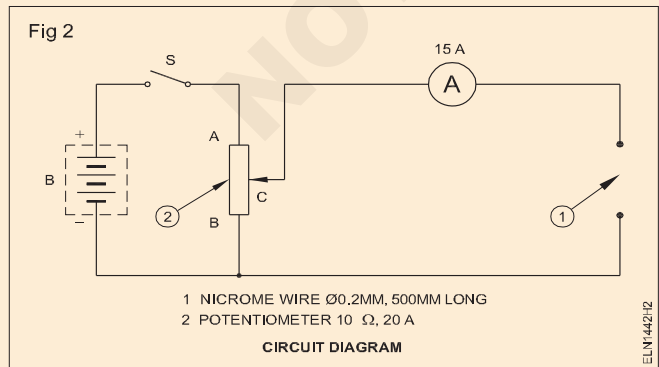 Fig 2
15 A
S
A
A
+
B
C
2
1
B
−
1 NICROME WIRE Ø0.2MM, 500MM LONG
2 POTENTIOMETER 10 Ω, 20 A
CIRCUIT DIAGRAM
ELN1442H2
NO